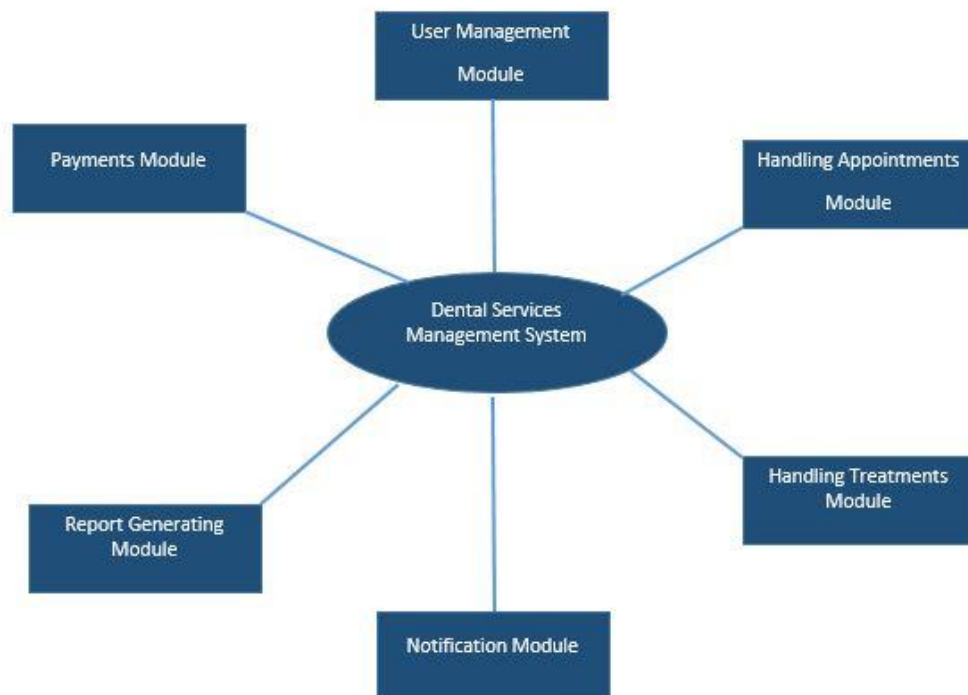 User Management
Module
Payments Module
Handling Appointments
Module
Dental Services
Management System
Handling Treatments
Module
Report Generating
Module
Notification Module